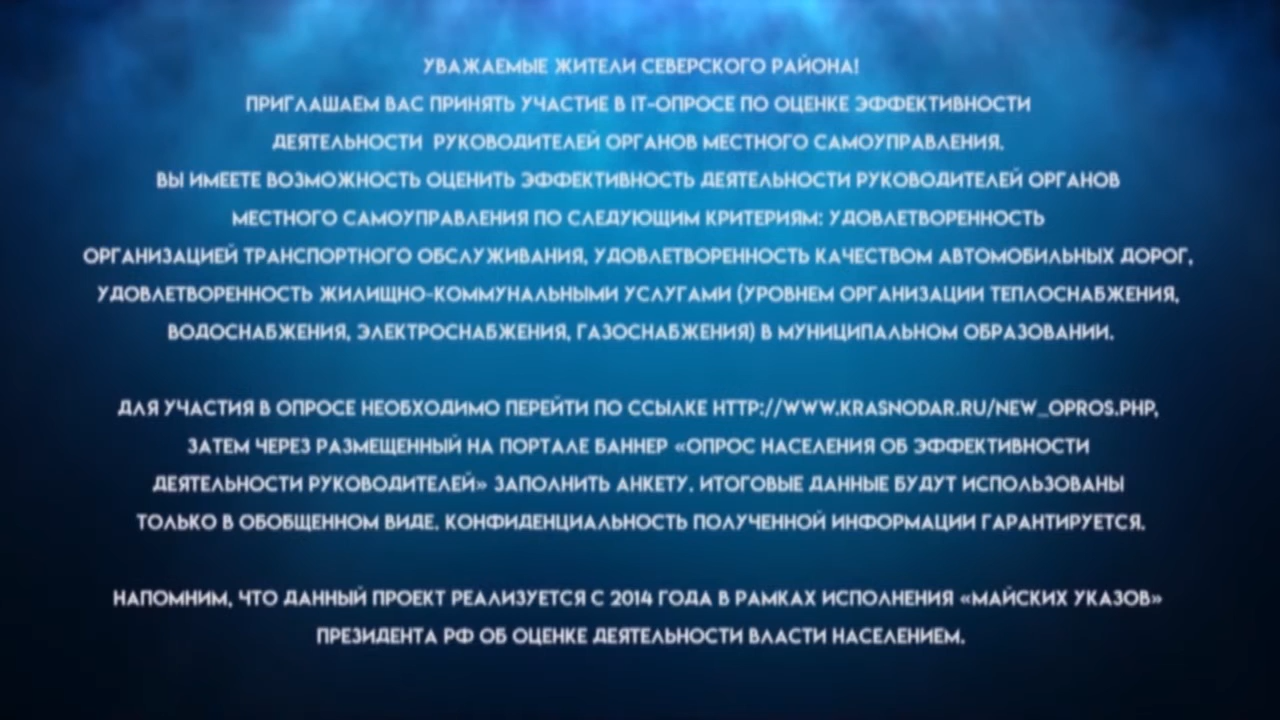 УВАЖАЕМЫЕ ЖИТЕЛИ СЕВЕРСКОГО РАЙОНА!
ПРИГЛАШАЕМ ВАС ПРИНЯТЬ УЧАСТИЕ В IT-ОПРОСЕ ПО ОЦЕНКЕ ЭФФЕКТИВНОСТИ
ДЕЯТЕЛЬНОСТИ РУКОВОДИТЕЛЕЙ ОРГАНОВ МЕСТНОГО САМОУПРАВЛЕНИЯ.
ВЫ ИМЕЕТЕ ВОЗМОЖНОСТЬ ОЦЕНИТЬ ЭФФЕКТИВНОСТЬ ДЕЯТЕЛЬНОСТИ РУКОВОДИТЕЛЕЙ ОРГАНОВ
МЕСТНОГО САМОУПРАВЛЕНИЯ ПО СЛЕДУЮЩИМ КРИТЕРИЯМ: УДОВЛЕТВОРЕННОСТЬ
ОРГАНИЗАЦИЕЙ ТРАНСПОРТНОГО ОБСЛУЖИВАНИЯ, УДОВЛЕТВОРЕННОСТЬ КАЧЕСТВОМ АВТОМОБИЛЬНЫХ ДОРОГ,
УДОВЛЕТВОРЕННОСТЬ ЖИЛИЩНО-КОММУНАЛЬНЫМИ УСЛУГАМИ (УРОВНЕМ ОРГАНИЗАЦИИ ТЕПЛОСНАБЖЕНИЯ,
ВОДОСНАБЖЕНИЯ, ЭЛЕКТРОСНАБЖЕНИЯ, ГАЗОСНАБЖЕНИЯ) В МУНИЦИПАЛЬНОМ ОБРАЗОВАНИИ.
ДЛЯ УЧАСТИЯ В ОПРОСЕ НЕОБХОДИМО ПЕРЕЙТИ ПО ССЫЛКЕ HTTP://WWW.KRASNODAR.RU/NEW_OPROS.PHP,
ЗАТЕМ ЧЕРЕЗ РАЗМЕЩЕННЫЙ НА ПОРТАЛЕ БАННЕР «ОПРОС НАСЕЛЕНИЯ ОБ ЭФФЕКТИВНОСТИ
ДЕЯТЕЛЬНОСТИ РУКОВОДИТЕЛЕЙ» ЗАПОЛНИТЬ АНКЕТУ. ИТОГОВЫЕ ДАННЫЕ БУДУТ ИСПОЛЬЗОВАНЫ
ТОЛЬКО В ОБОБЩЕННОМ ВИДЕ. КОНФИДЕНЦИАЛЬНОСТЬ ПОЛУЧЕННОЙ ИНФОРМАЦИИ ГАРАНТИРУЕТСЯ.
НАПОМНИМ, ЧТО ДАННЫЙ ПРОЕКТ РЕАЛИЗУЕТСЯ С 2014 ГОДА В РАМКАХ ИСПОЛНЕНИЯ «МАЙСКИХ УКАЗОВ»
ПРЕЗИДЕНТА РФ ОБ ОЦЕНКЕ ДЕЯТЕЛЬНОСТИ ВЛАСТИ НАСЕЛЕНИЕМ.